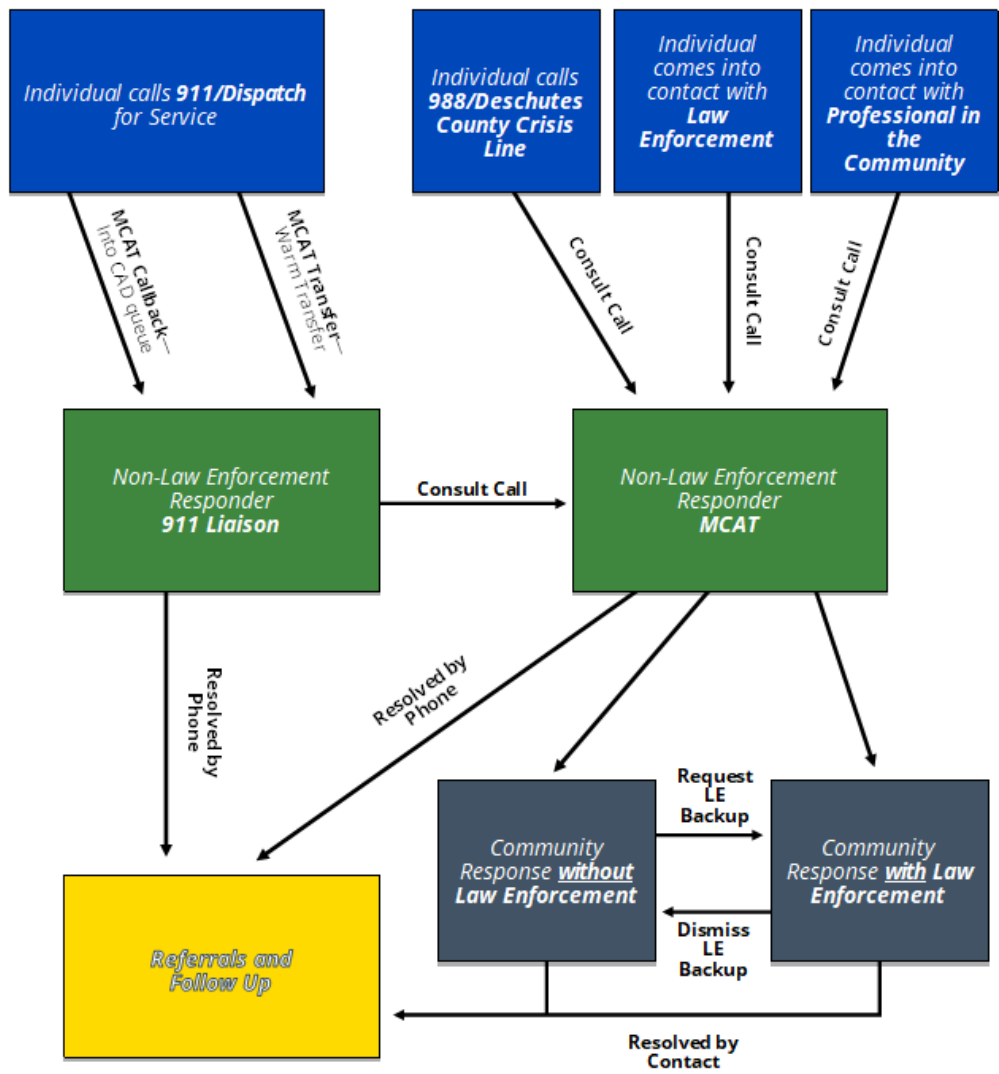 Individual calls 911/Dispatch
for Service
Individual calls
988/Deschutes
County Crisis
Line
Individual
comes into
contact with
Law
Enforcement
Individual
comes into
contact with
Professional in
the
Community
MCAT Callback—
Into CAD queue
MCAT Transfer—
Warm Transfer
Consult Call
Consult Call
Consult Call
Non-Law Enforcement
Responder
911 Liaison
Consult Call
Non-Law Enforcement
Responder
MCAT
Resolved by
Phone
Resolved by
Phone
Community
Response without
Law Enforcement
Request
LE
Backup
Dismiss
LE
Backup
Community
Response with Law
Enforcement
Referrals and
Follow Up
Resolved by
Contact